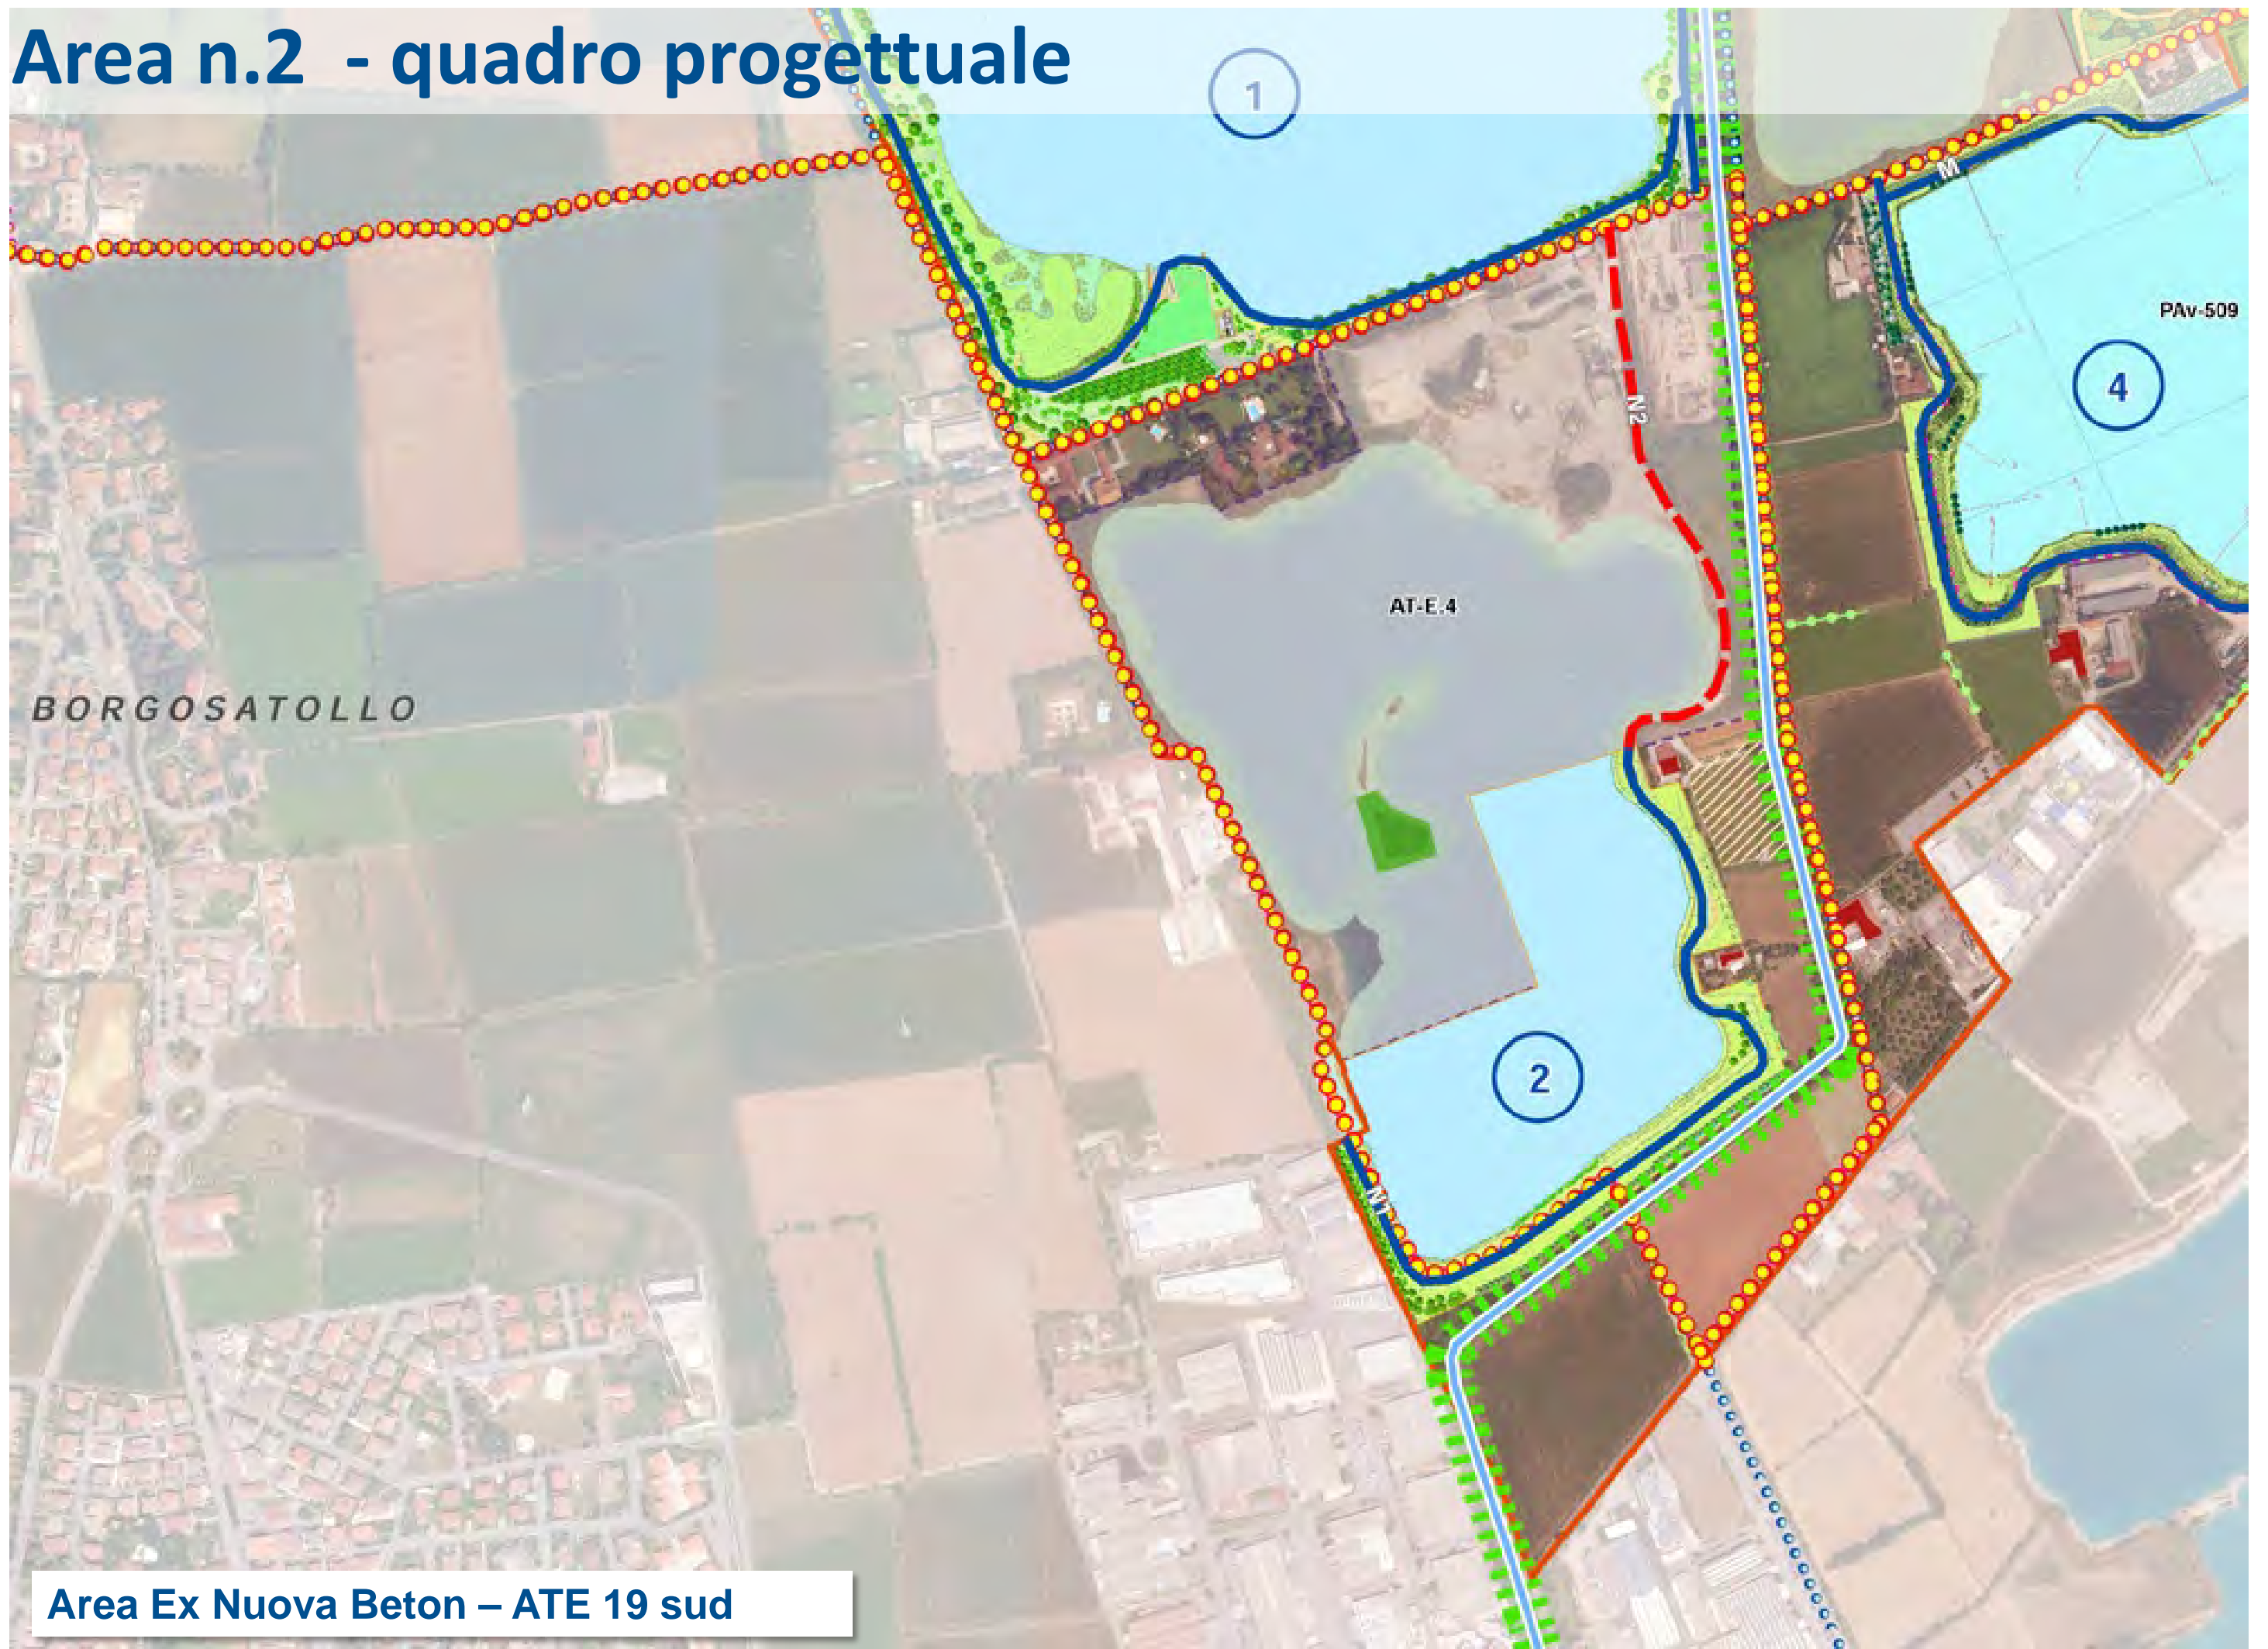 Area n.2 - quadro progettuale
1
M
PAv-509
4
N2
AT-E.4
BORGOSATOLLO
2
N1
Area Ex Nuova Beton – ATE 19 sud